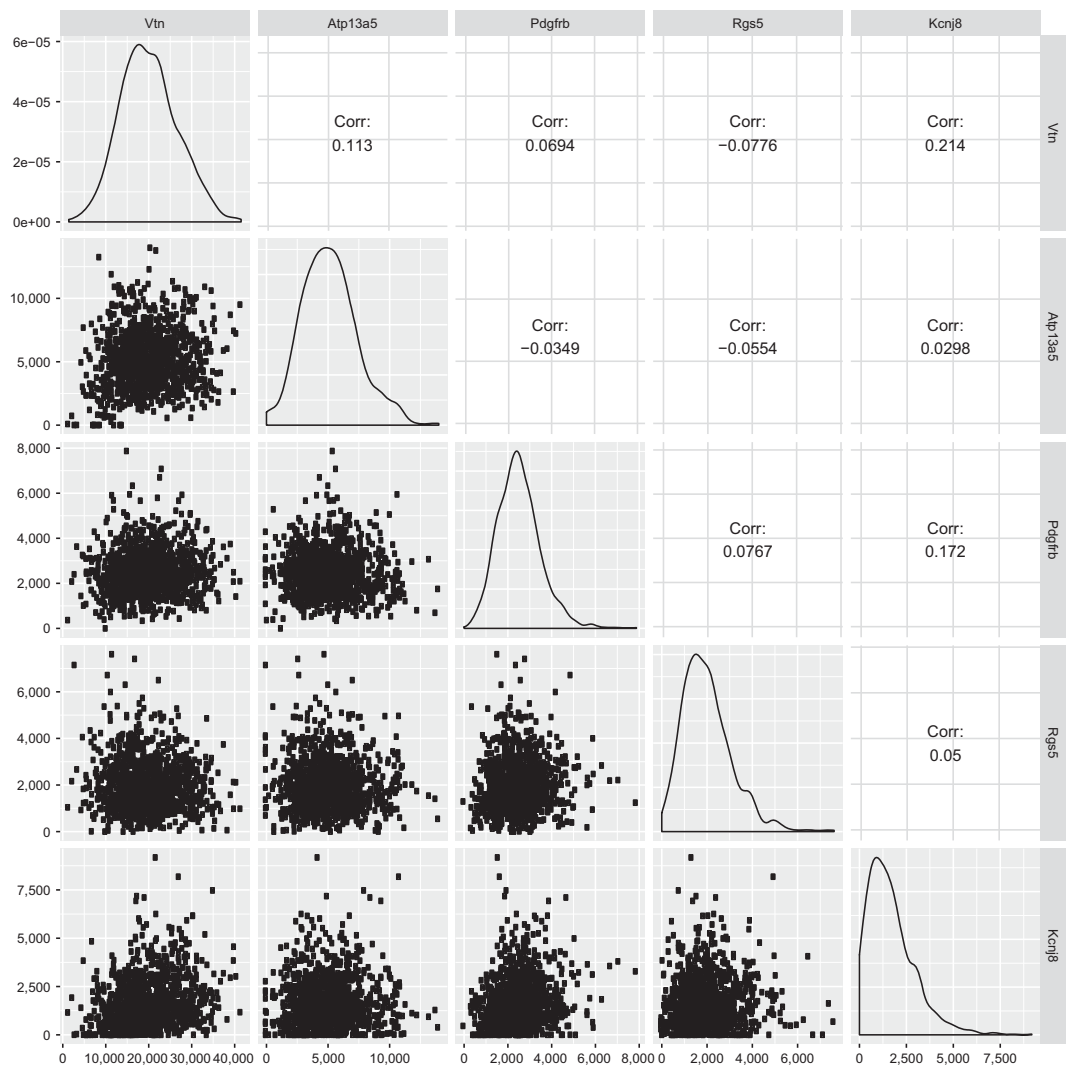 Vtn Atp13a5 Pdgfrb Rgs5 Kcnj8
6e−05
4e−05
2e−05
0e+00
Corr: Corr: Corr: Corr:
0.113 0.0694 −0.0776 0.214
Vtn
10,000
5,000
0
Corr: Corr: Corr:
−0.0349 −0.0554 0.0298
Atp13a5
8,000
6,000
4,000
2,000
0
Corr: Corr:
0.0767 0.172
Pdgfrb
6,000
4,000
2,000
0
Corr:
0.05
Rgs5
7,500
5,000
2,500
0
Kcnj8
0 10,000 20,000 30,000 40,000 0 5,000 10,000 0 2,000 4,000 6,000 8,000 0 2,000 4,000 6,000 0 2,500 5,000 7,500